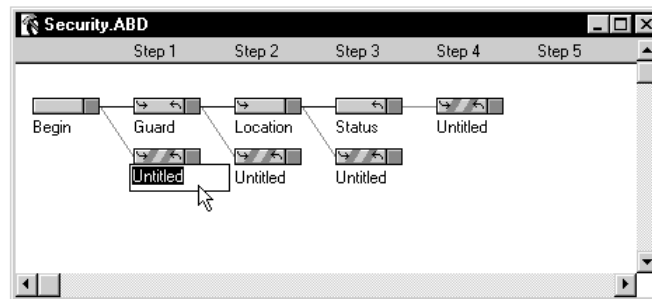 Security.ABD
Step 1 Step 2 Step 3 Step 4 Step 5
Begin Guard Location Status Untitled
Untitled Untitled Untitled